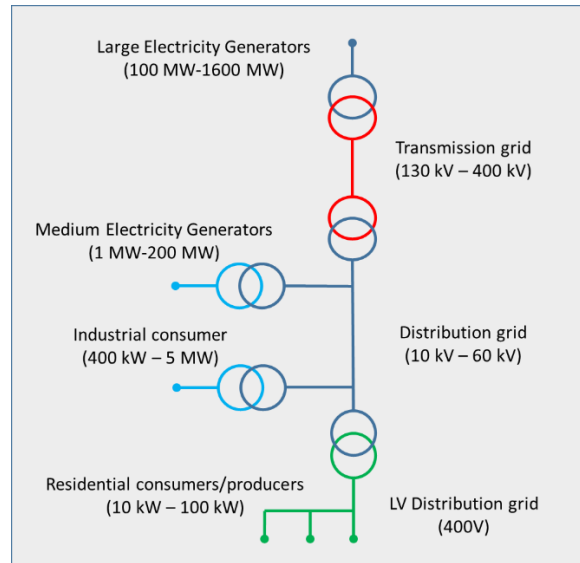 Large Electricity Generators
(100 MW-1600 MW)
Transmission grid
(130 kV – 400 kV)
Medium Electricity Generators
(1 MW-200 MW)
Industrial consumer
(400 kW – 5 MW)
Distribution grid
(10 kV – 60 kV)
Residential consumers/producers
(10 kW – 100 kW)
LV Distribution grid
(400V)